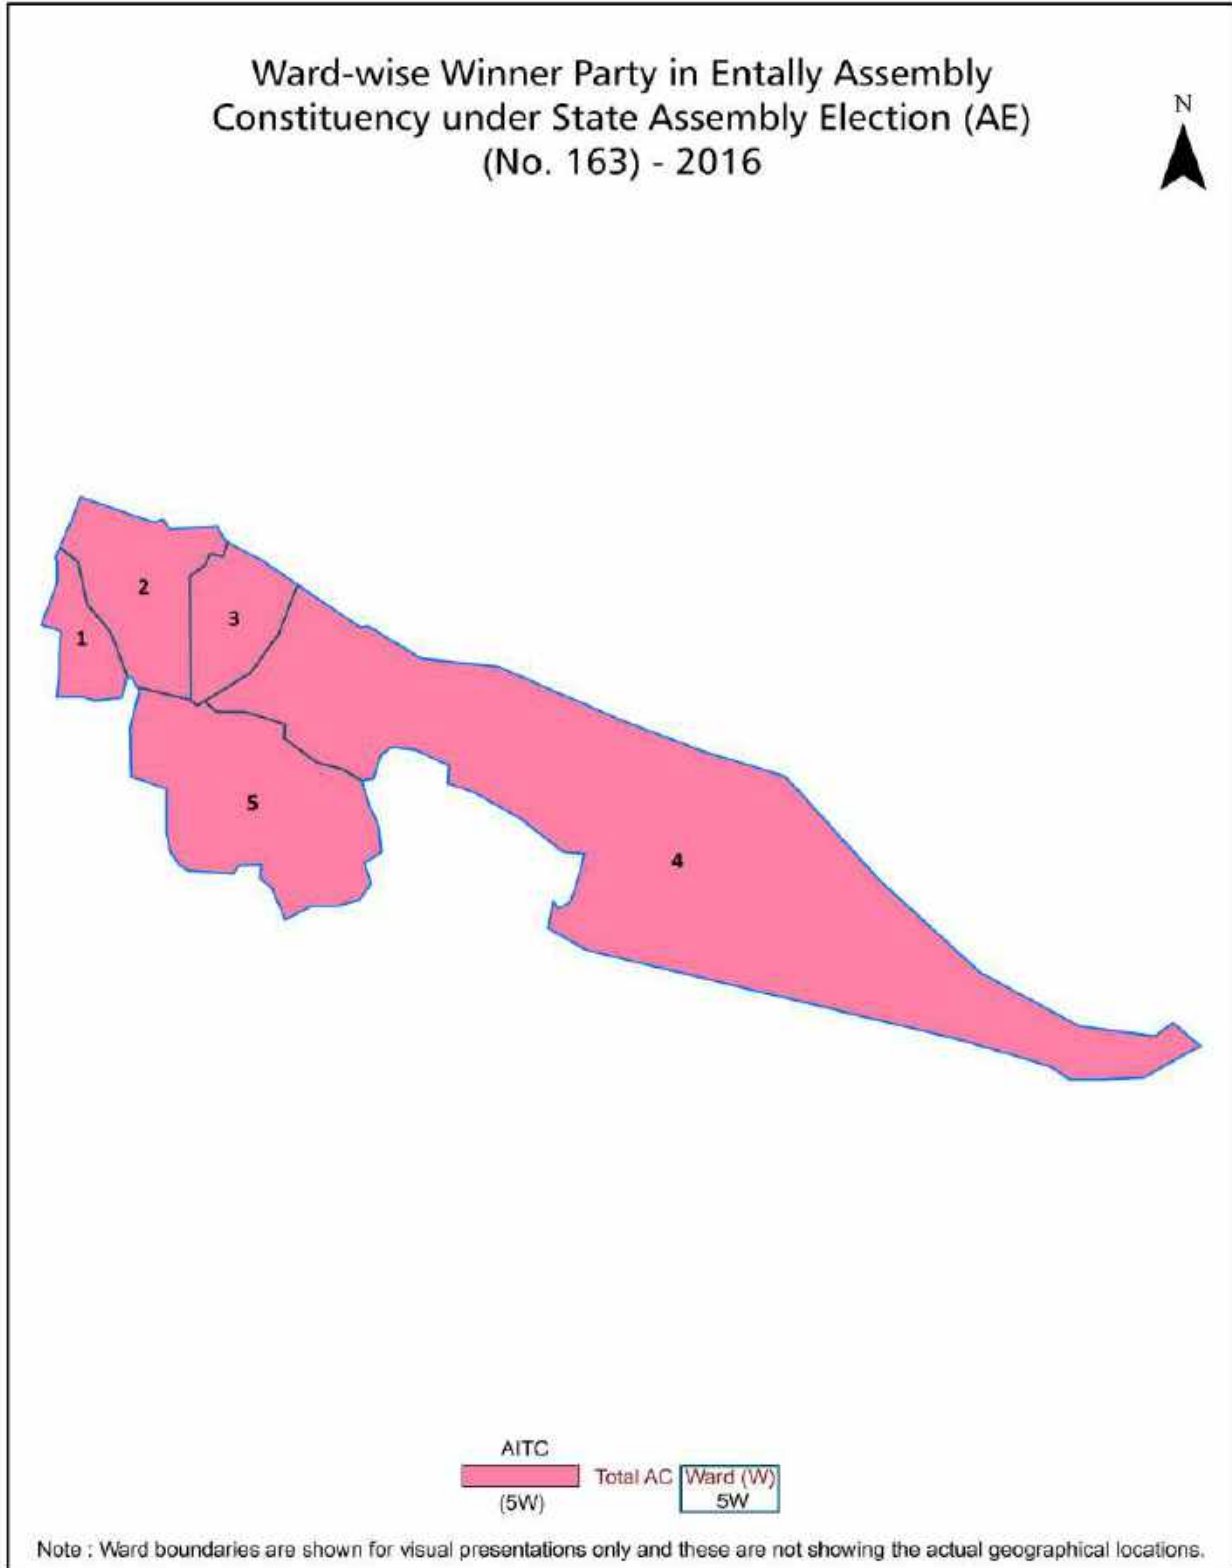 Ward-wise Winner Party in Entally Assembly
Constituency under State Assembly Election (AE)
(No. 163) - 2016
N
2
3
1
5
4
AITC
Total AC
Ward (W)
(5W)
5W
Note : Ward boundaries are shown for visual presentations only and these are not showing the actual geographical locations.